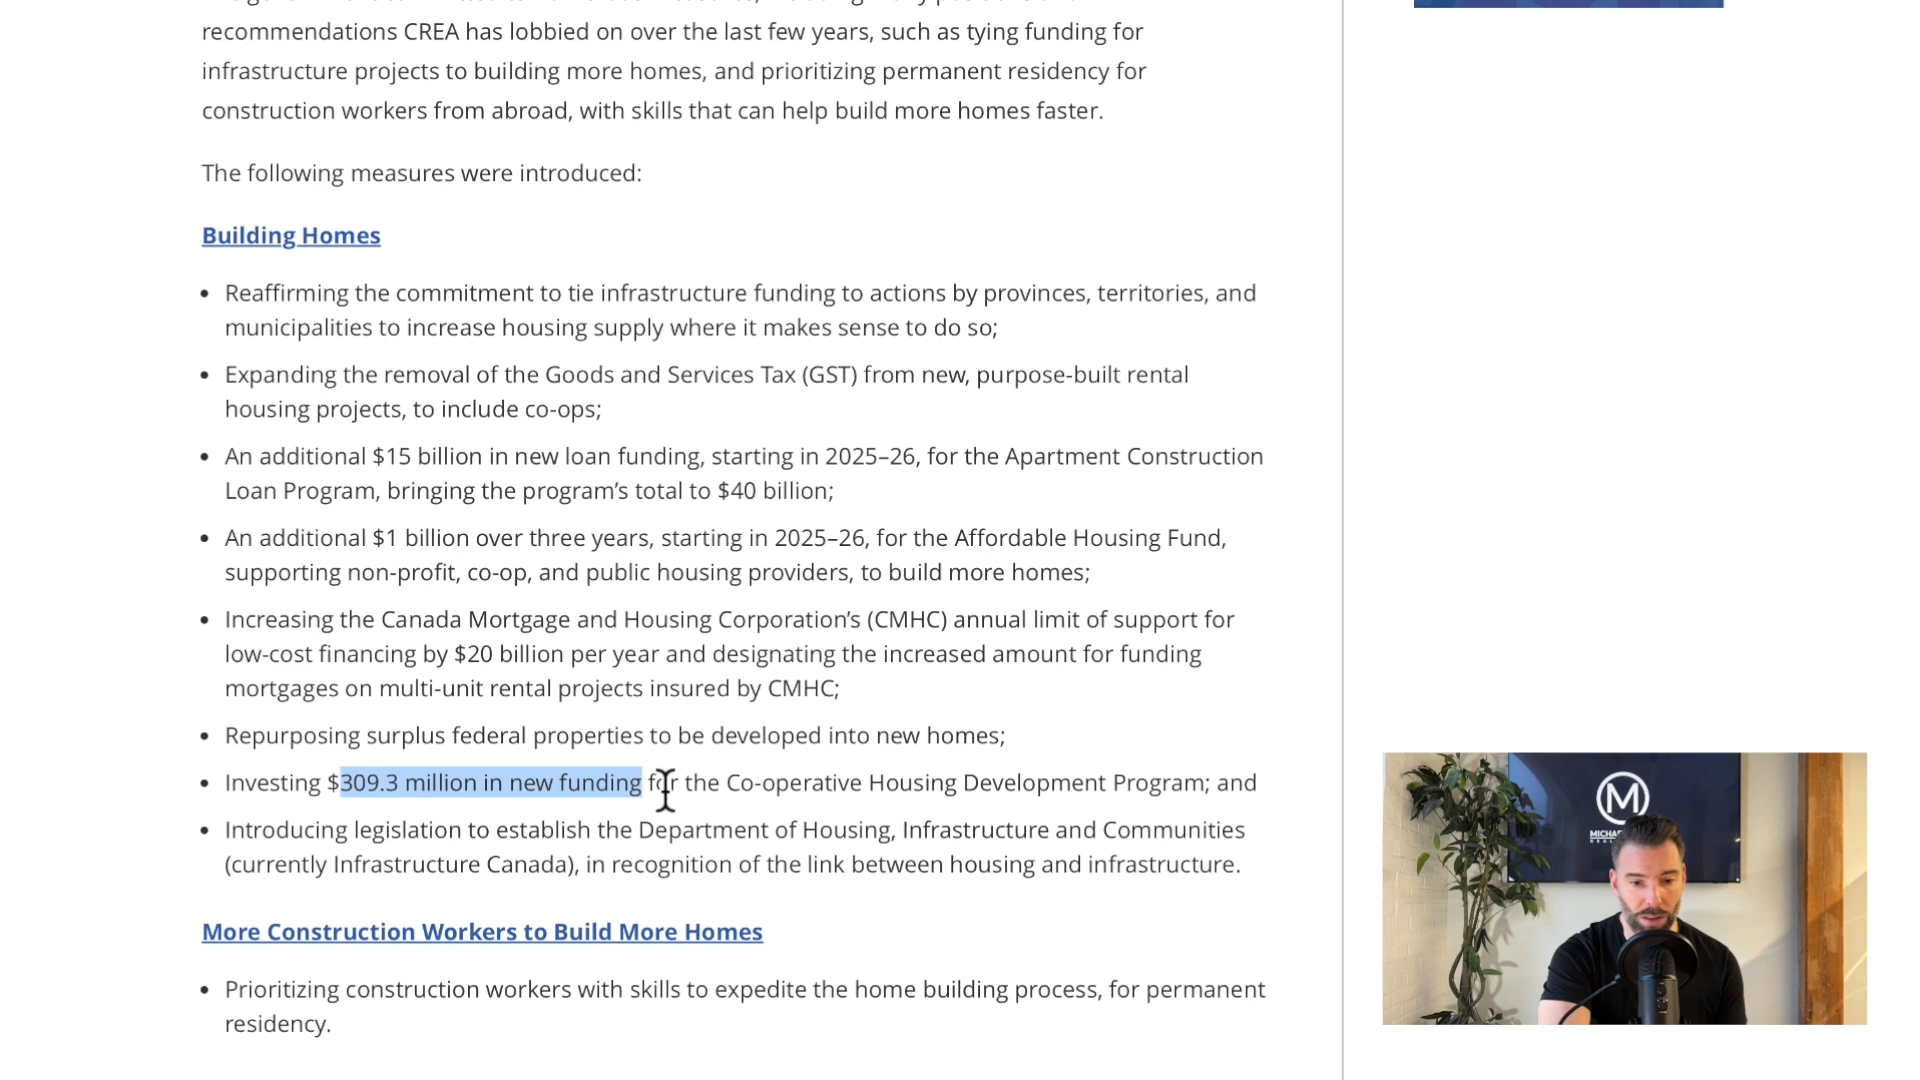 recommendations CREA has lobbied on over the last few years, such as tying funding for
infrastructure projects to building more homes, and prioritizing permanent residency for
construction workers from abroad, with skills that can help build more homes faster.
The following measures were introduced:
Building Homes
• Reaffirming the commitment to tie infrastructure funding to actions by provinces, territories, and
municipalities to increase housing supply where it makes sense to do so;
• Expanding the removal of the Goods and Services Tax (GST) from new, purpose-built rental
housing projects, to include co-ops;
• An additional $15 billion in new loan funding, starting in 2025–26, for the Apartment Construction
Loan Program, bringing the program’s total to $40 billion;
• An additional $1 billion over three years, starting in 2025–26, for the Affordable Housing Fund,
supporting non-profit, co-op, and public housing providers, to build more homes;
• Increasing the Canada Mortgage and Housing Corporation’s (CMHC) annual limit of support for
low-cost financing by $20 billion per year and designating the increased amount for funding
mortgages on multi-unit rental projects insured by CMHC;
• Repurposing surplus federal properties to be developed into new homes;
• Investing $309.3 million in new funding for the Co-operative Housing Development Program; and
• Introducing legislation to establish the Department of Housing, Infrastructure and Communities
(currently Infrastructure Canada), in recognition of the link between housing and infrastructure.
More Construction Workers to Build More Homes
• Prioritizing construction workers with skills to expedite the home building process, for permanent
residency.
M